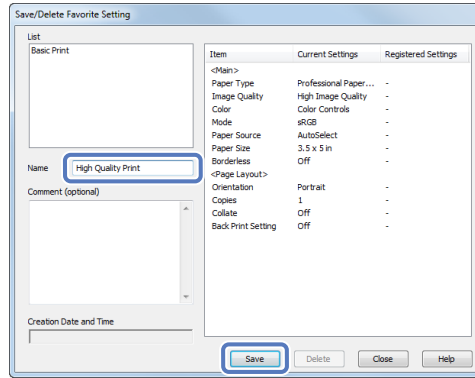 Save/Delete Favorite Setting
List
Basic Print
Name High Quality Print
Comment (optional)
Creation Date and Time
Item Current Settings Registered Settings
<Main>
Paper Type Professional Paper... -
Image Quality High Image Quality -
Color Color Controls -
Mode sRGB -
Paper Source AutoSelect -
Paper Size 3.5 x 5 in -
Borderless Off -
<Page Layout>
Orientation Portrait -
Copies 1 -
Collate Off -
Back Print Setting Off -
Save Delete Close Help